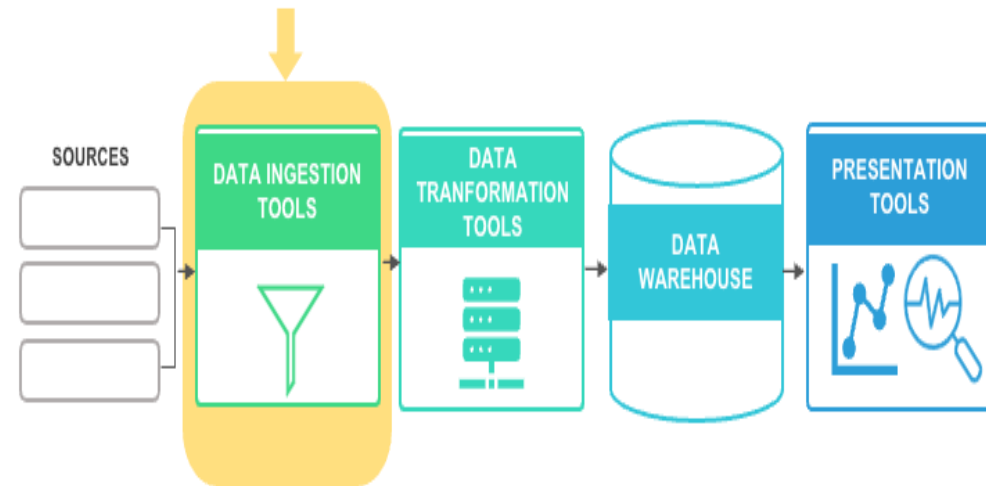 SOURCES
DATA INGESTION
TOOLS
DATA
TRANFORMATION
TOOLS
DATA
WAREHOUSE
PRESENTATION
TOOLS